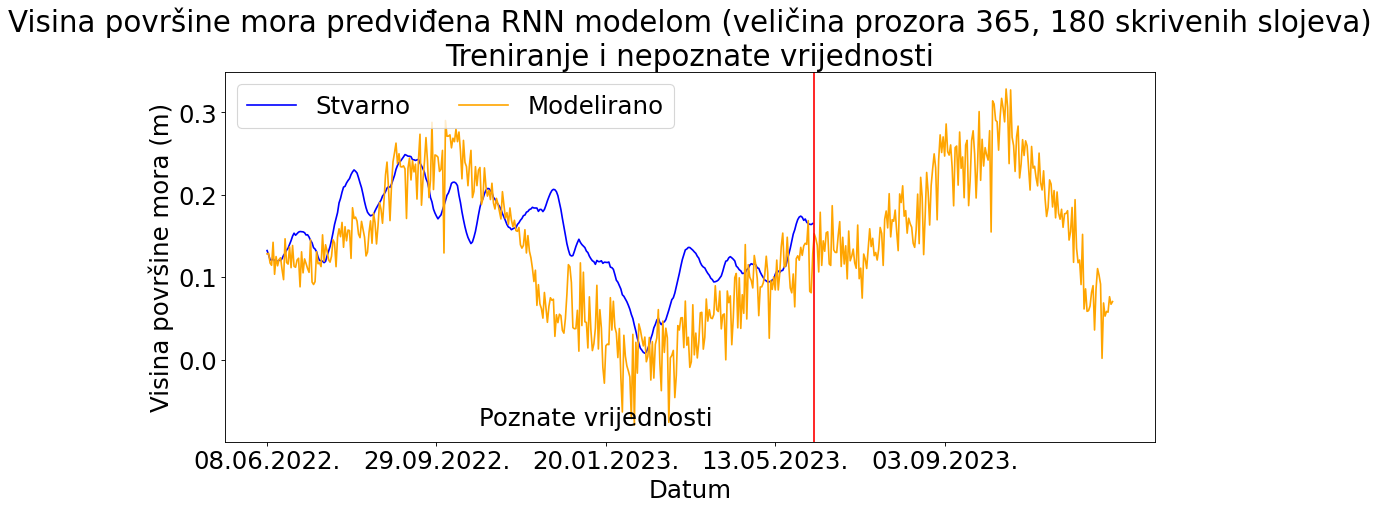 Visina površine mora predviđena RNN modelom (veličina prozora 365, 180 skrivenih slojeva)
Treniranje i nepoznate vrijednosti
Stvarno
Modelirano
Visina površine mora (m)
0.3
0.2
0.1
0.0
Poznate vrijednosti
08.06.2022.
29.09.2022.
20.01.2023.
13.05.2023.
03.09.2023.
Datum